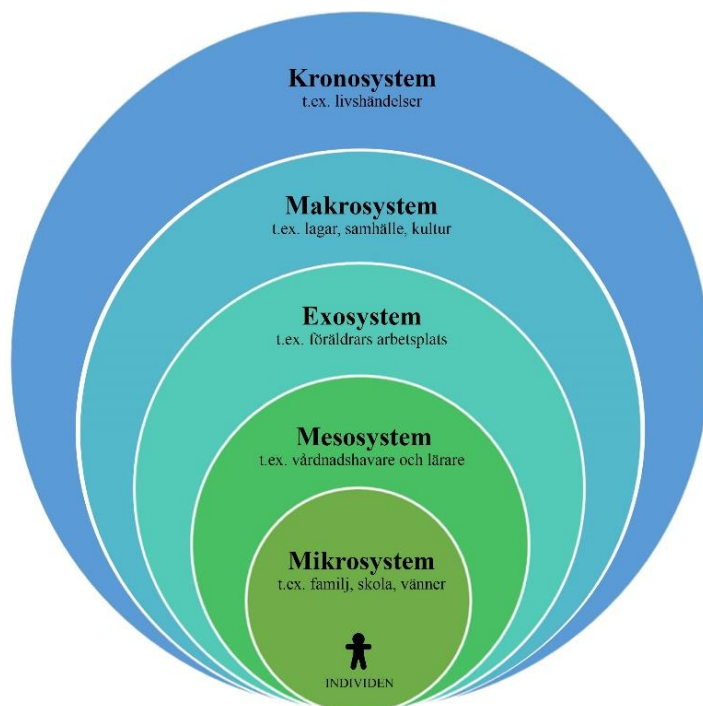 Kronosystem
t.ex. livshändelser
Makrosystem
t.ex. lagar, samhälle, kultur
Exosystem
t.ex. föräldrars arbetsplats
Mesosystem
t.ex. vårdnadshavare och lärare
Mikrosystem
t.ex. familj, skola, vänner
INDIVIDEN